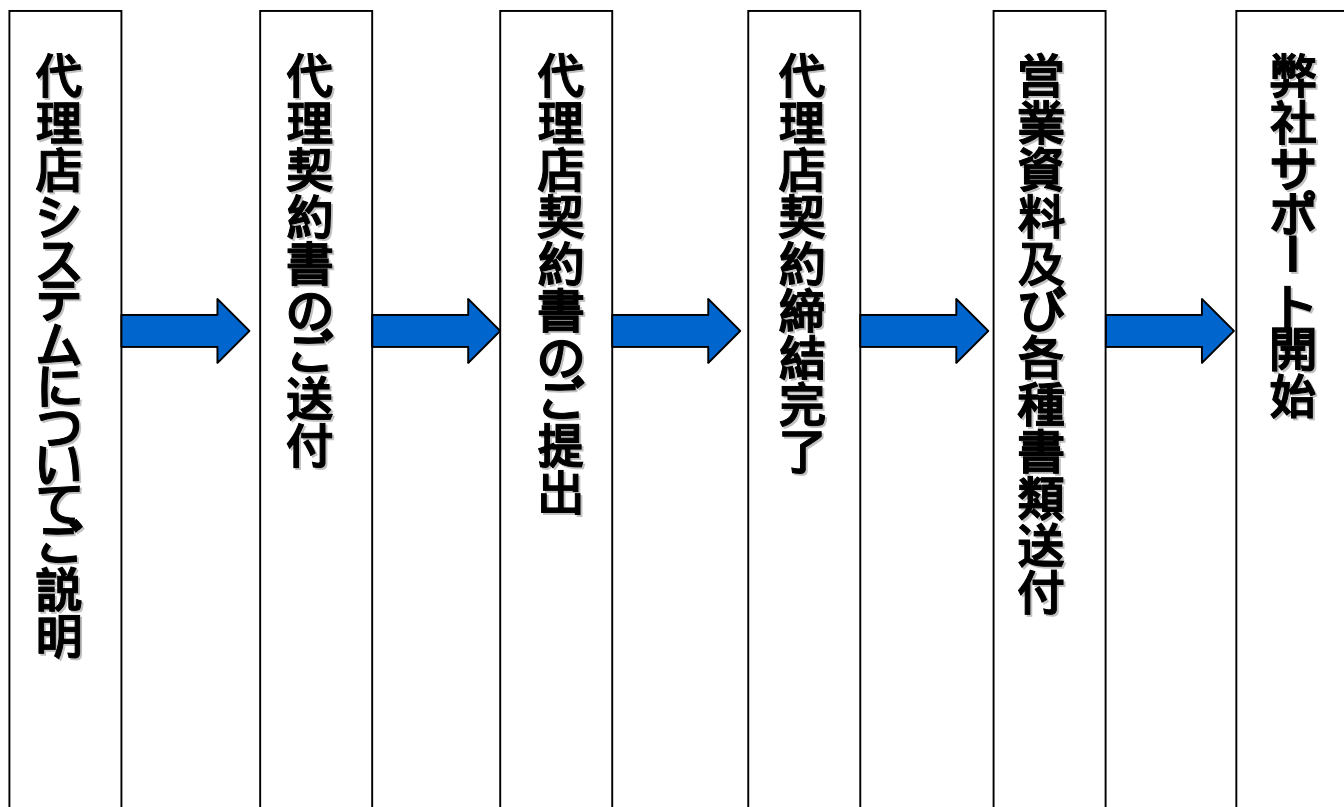 代理店システムについてご説明
代理契約書のご送付
代理店契約書のご提出
代理店契約締結完了
営業資料及び各種書類送付
弊社サポート開始